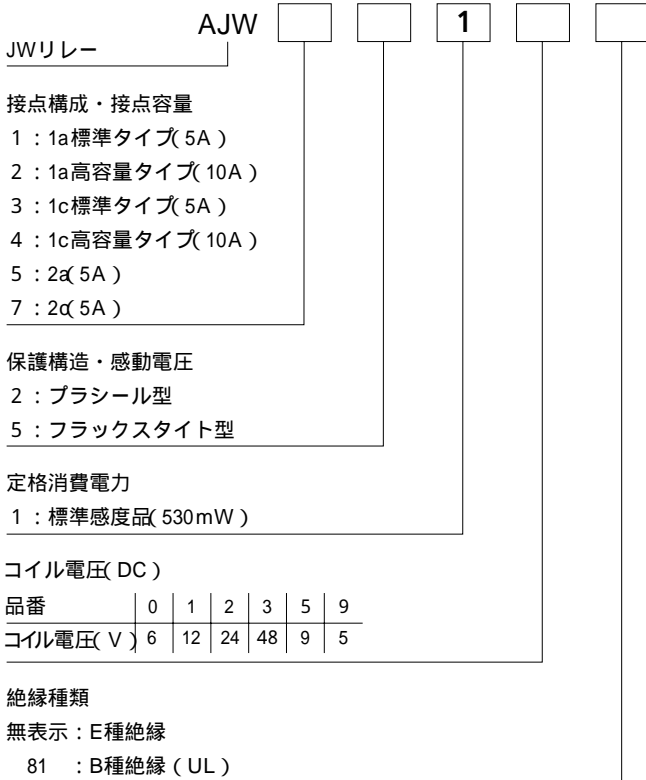 AJW 1
JWリレー
接点構成・接点容量
1：1a標準タイプ(5A)
2：1a高容量タイプ(10A)
3：1c標準タイプ(5A)
4：1c高容量タイプ(10A)
5：2a(5A)
7：2c(5A)
保護構造・感動電圧
2：プラシール型
5：フラックスタイト型
定格消費電力
1：標準感度品(530mW)
コイル電圧(DC)
品番 0 1 2 3 5 9
コイル電圧(V) 6 12 24 48 9 5
絶縁種類
無表示：E種絶縁
81：B種絶縁(UL)